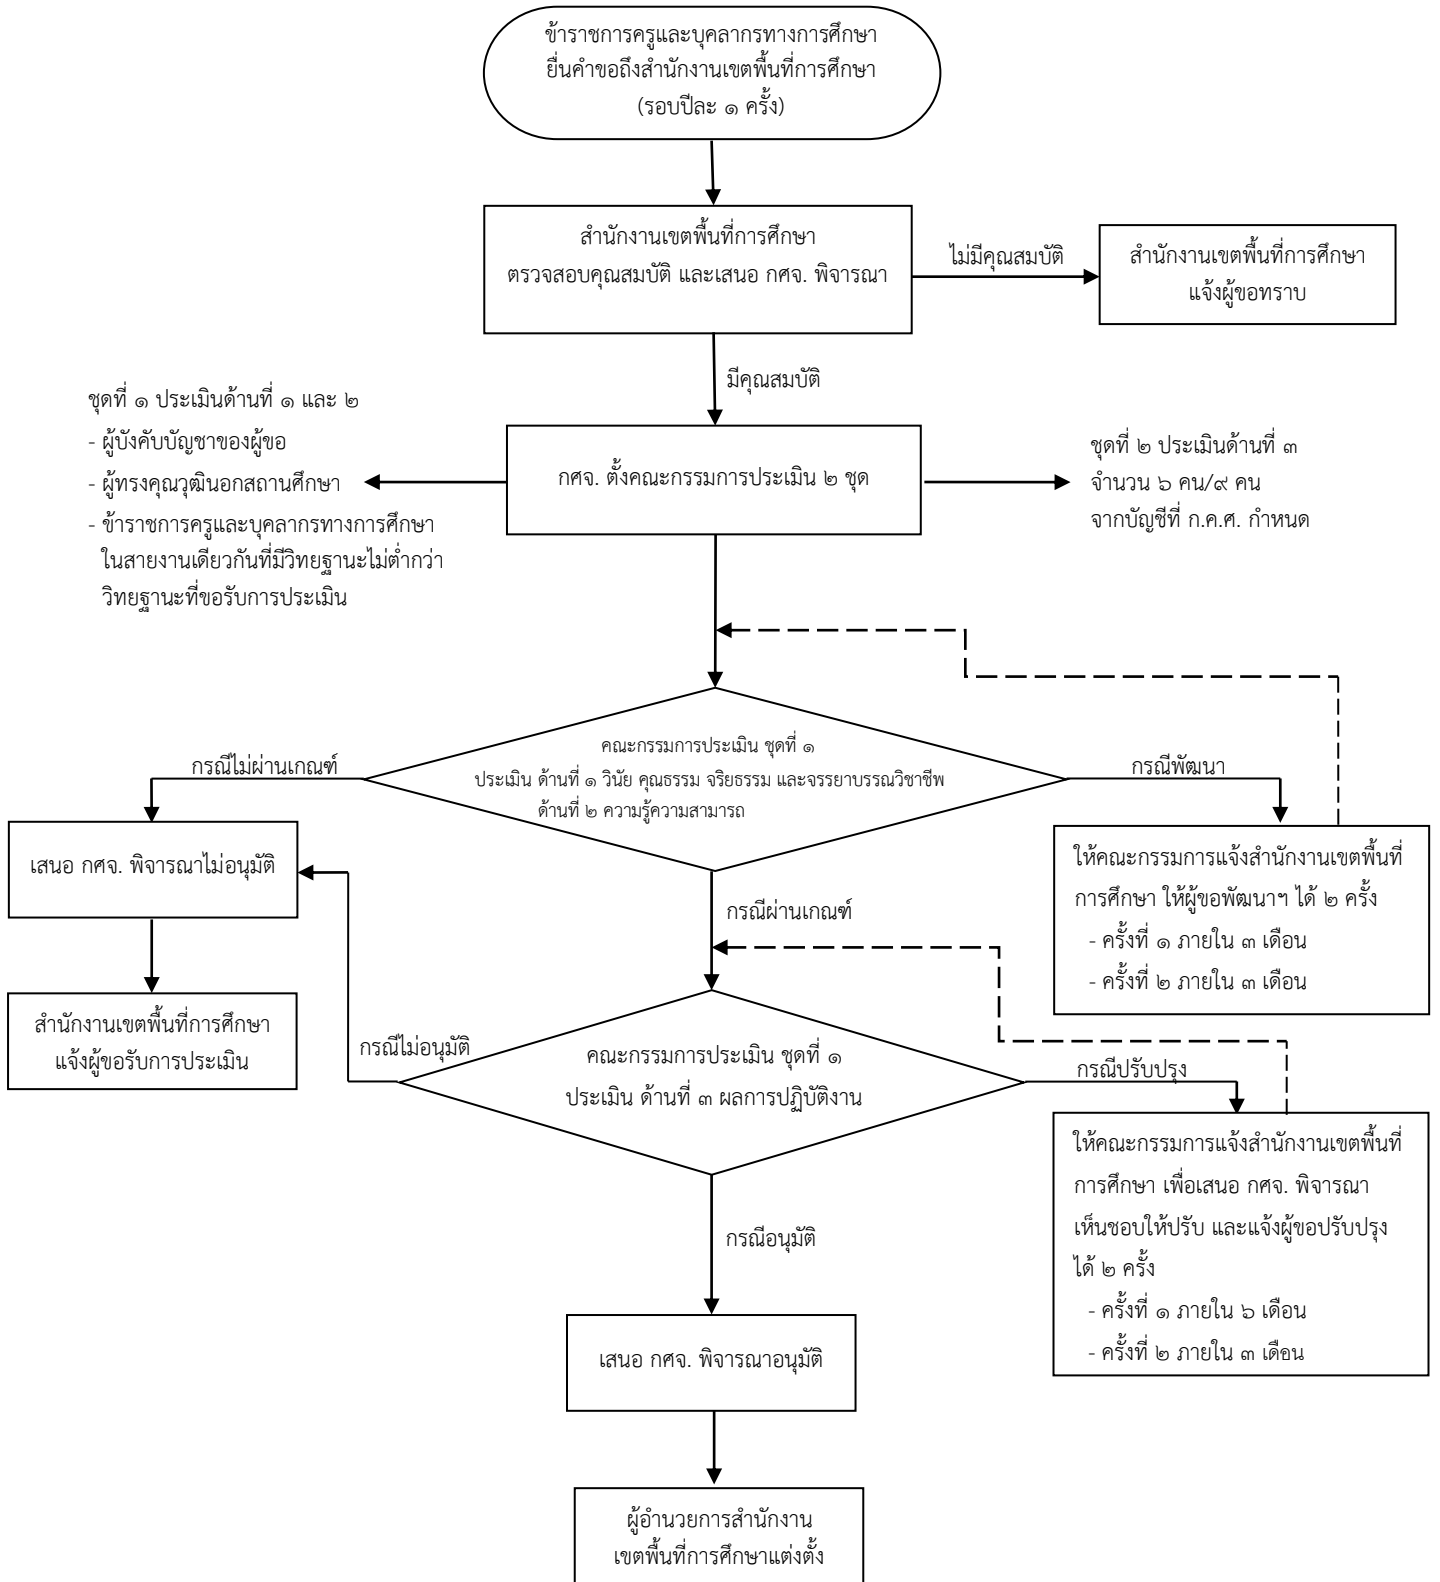 ข้าราชการครูและบุคลากรทางการศึกษา
ยื่นคำขอถึงสำนักงานเขตพื้นที่การศึกษา
(รอบปีละ ๑ ครั้ง)
สำนักงานเขตพื้นที่การศึกษา
ตรวจสอบคุณสมบัติ และเสนอ กศจ. พิจารณา
ไม่มีคุณสมบัติ
สำนักงานเขตพื้นที่การศึกษา
แจ้งผู้ขอทราบ
มีคุณสมบัติ
ชุดที่ ๑ ประเมินด้านที่ ๑ และ ๒
- ผู้บังคับบัญชาของผู้ขอ
- ผู้ทรงคุณวุฒินอกสถานศึกษา
- ข้าราชการครูและบุคลากรทางการศึกษา
ในสายงานเดียวกันที่มีวิทยฐานะไม่ต่ำกว่า
วิทยฐานะที่ขอรับการประเมิน
กศจ. ตั้งคณะกรรมการประเมิน ๒ ชุด
ชุดที่ ๒ ประเมินด้านที่ ๓
จำนวน ๖ คน/๙ คน
จากบัญชีที่ ก.ค.ศ. กำหนด
คณะกรรมการประเมิน ชุดที่ ๑
ประเมิน ด้านที่ ๑ วินัย คุณธรรม จริยธรรม และจรรยาบรรณวิชาชีพ
ด้านที่ ๒ ความรู้ความสามารถ
กรณีไม่ผ่านเกณฑ์
กรณีพัฒนา
เสนอ กศจ. พิจารณาไม่อนุมัติ
ให้คณะกรรมการแจ้งสำนักงานเขตพื้นที่
การศึกษา ให้ผู้ขอพัฒนาฯ ได้ ๒ ครั้ง
- ครั้งที่ ๑ ภายใน ๓ เดือน
- ครั้งที่ ๒ ภายใน ๓ เดือน
กรณีผ่านเกณฑ์
สำนักงานเขตพื้นที่การศึกษา
แจ้งผู้ขอรับการประเมิน
กรณีไม่อนุมัติ
คณะกรรมการประเมิน ชุดที่ ๑
ประเมิน ด้านที่ ๓ ผลการปฏิบัติงาน
กรณีปรับปรุง
ให้คณะกรรมการแจ้งสำนักงานเขตพื้นที่
การศึกษา เพื่อเสนอ กศจ. พิจารณา
เห็นชอบให้ปรับ และแจ้งผู้ขอปรับปรุง
ได้ ๒ ครั้ง
- ครั้งที่ ๑ ภายใน ๖ เดือน
- ครั้งที่ ๒ ภายใน ๓ เดือน
กรณีอนุมัติ
เสนอ กศจ. พิจารณาอนุมัติ
ผู้อำนวยการสำนักงาน
เขตพื้นที่การศึกษาแต่งตั้ง